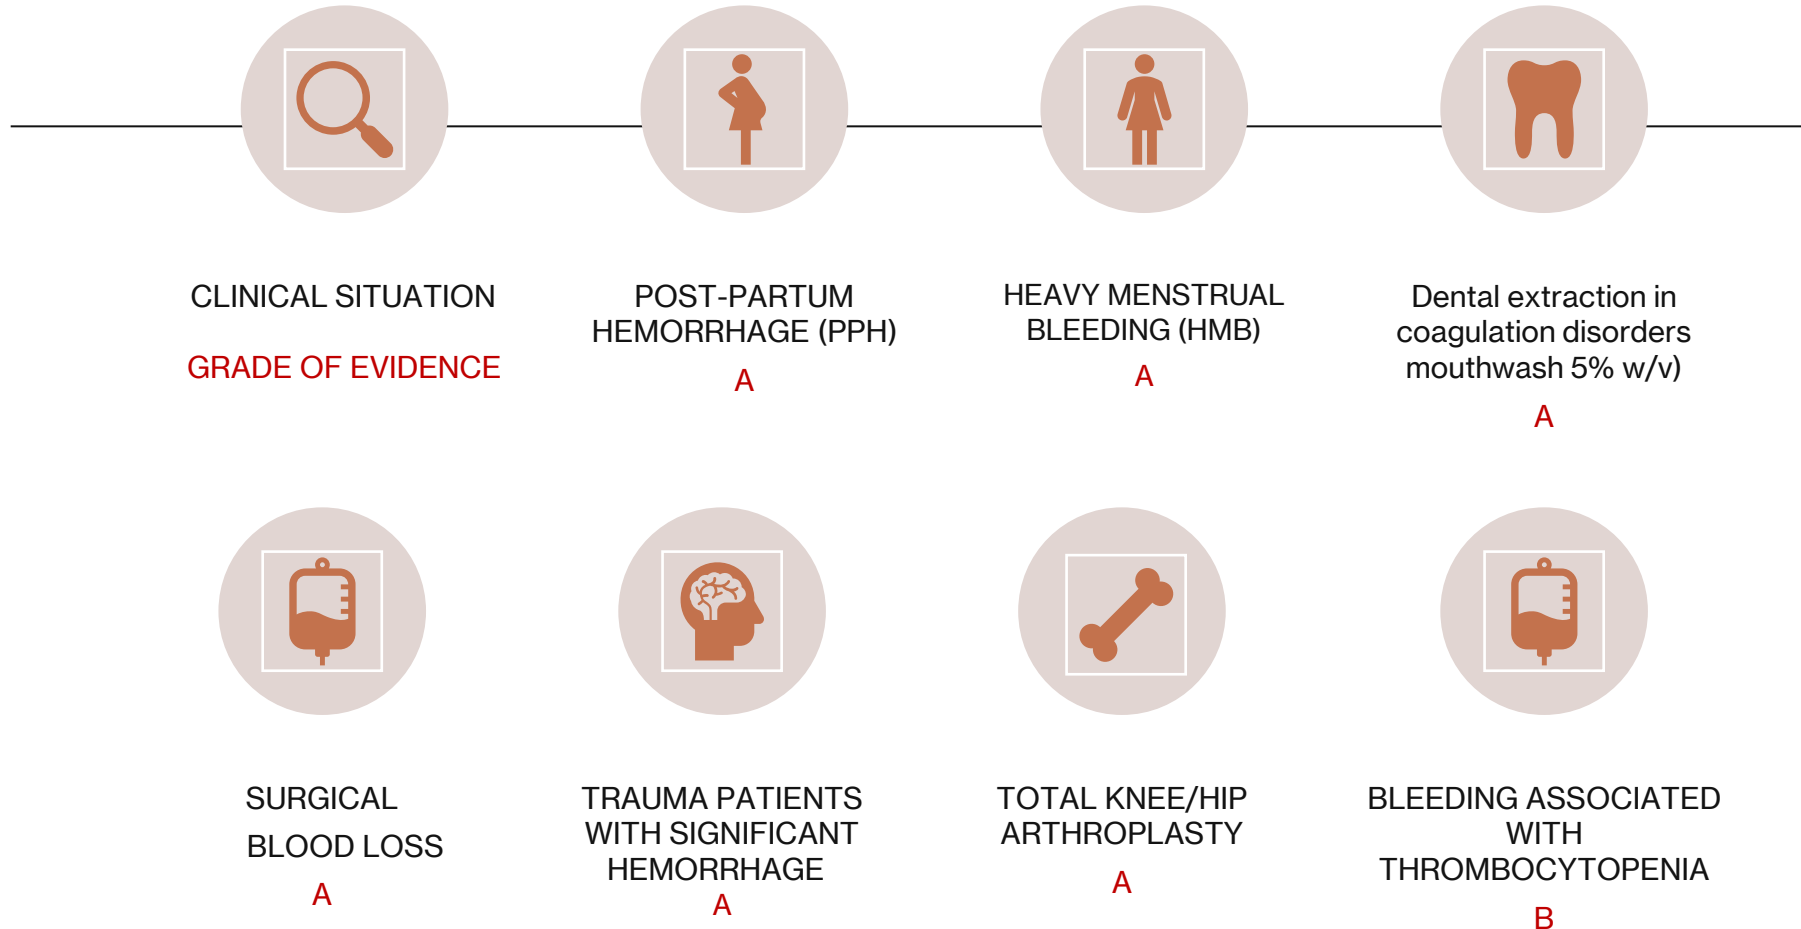 CLINICAL SITUATION
GRADE OF EVIDENCE
POST-PARTUM
HEMORRHAGE (PPH)
A
HEAVY MENSTRUAL
BLEEDING (HMB)
A
Dental extraction in
coagulation disorders
mouthwash 5% w/v)
A
SURGICAL
BLOOD LOSS
A
TRAUMA PATIENTS
WITH SIGNIFICANT
HEMORRHAGE
A
TOTAL KNEE/HIP
ARTHROPLASTY
A
BLEEDING ASSOCIATED
WITH
THROMBOCYTOPENIA
B